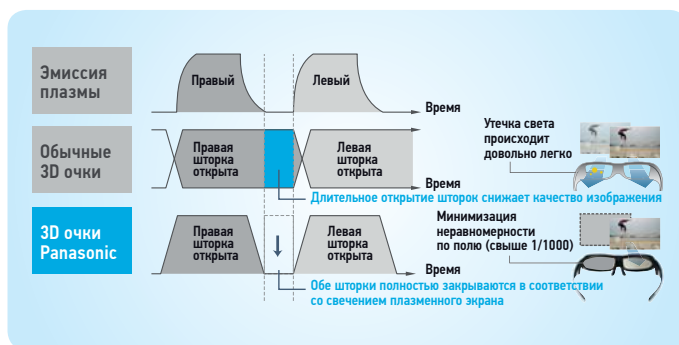 Эмиссия
плазмы
Правый
Левый
Время
Обычные
3D очки
Правая
шторка
открыта
Левая
шторка
открыта
Время
Утечка света
происходит
довольно легко
Длительное открытие шторок снижает качество изображения
3D очки
Panasonic
Правая
шторка
открыта
Левая
шторка
открыта
Время
Минимизация
неравномерности
по полю (свыше 1/1000)
Обе шторки полностью закрываются в соответствии
со свечением плазменного экрана